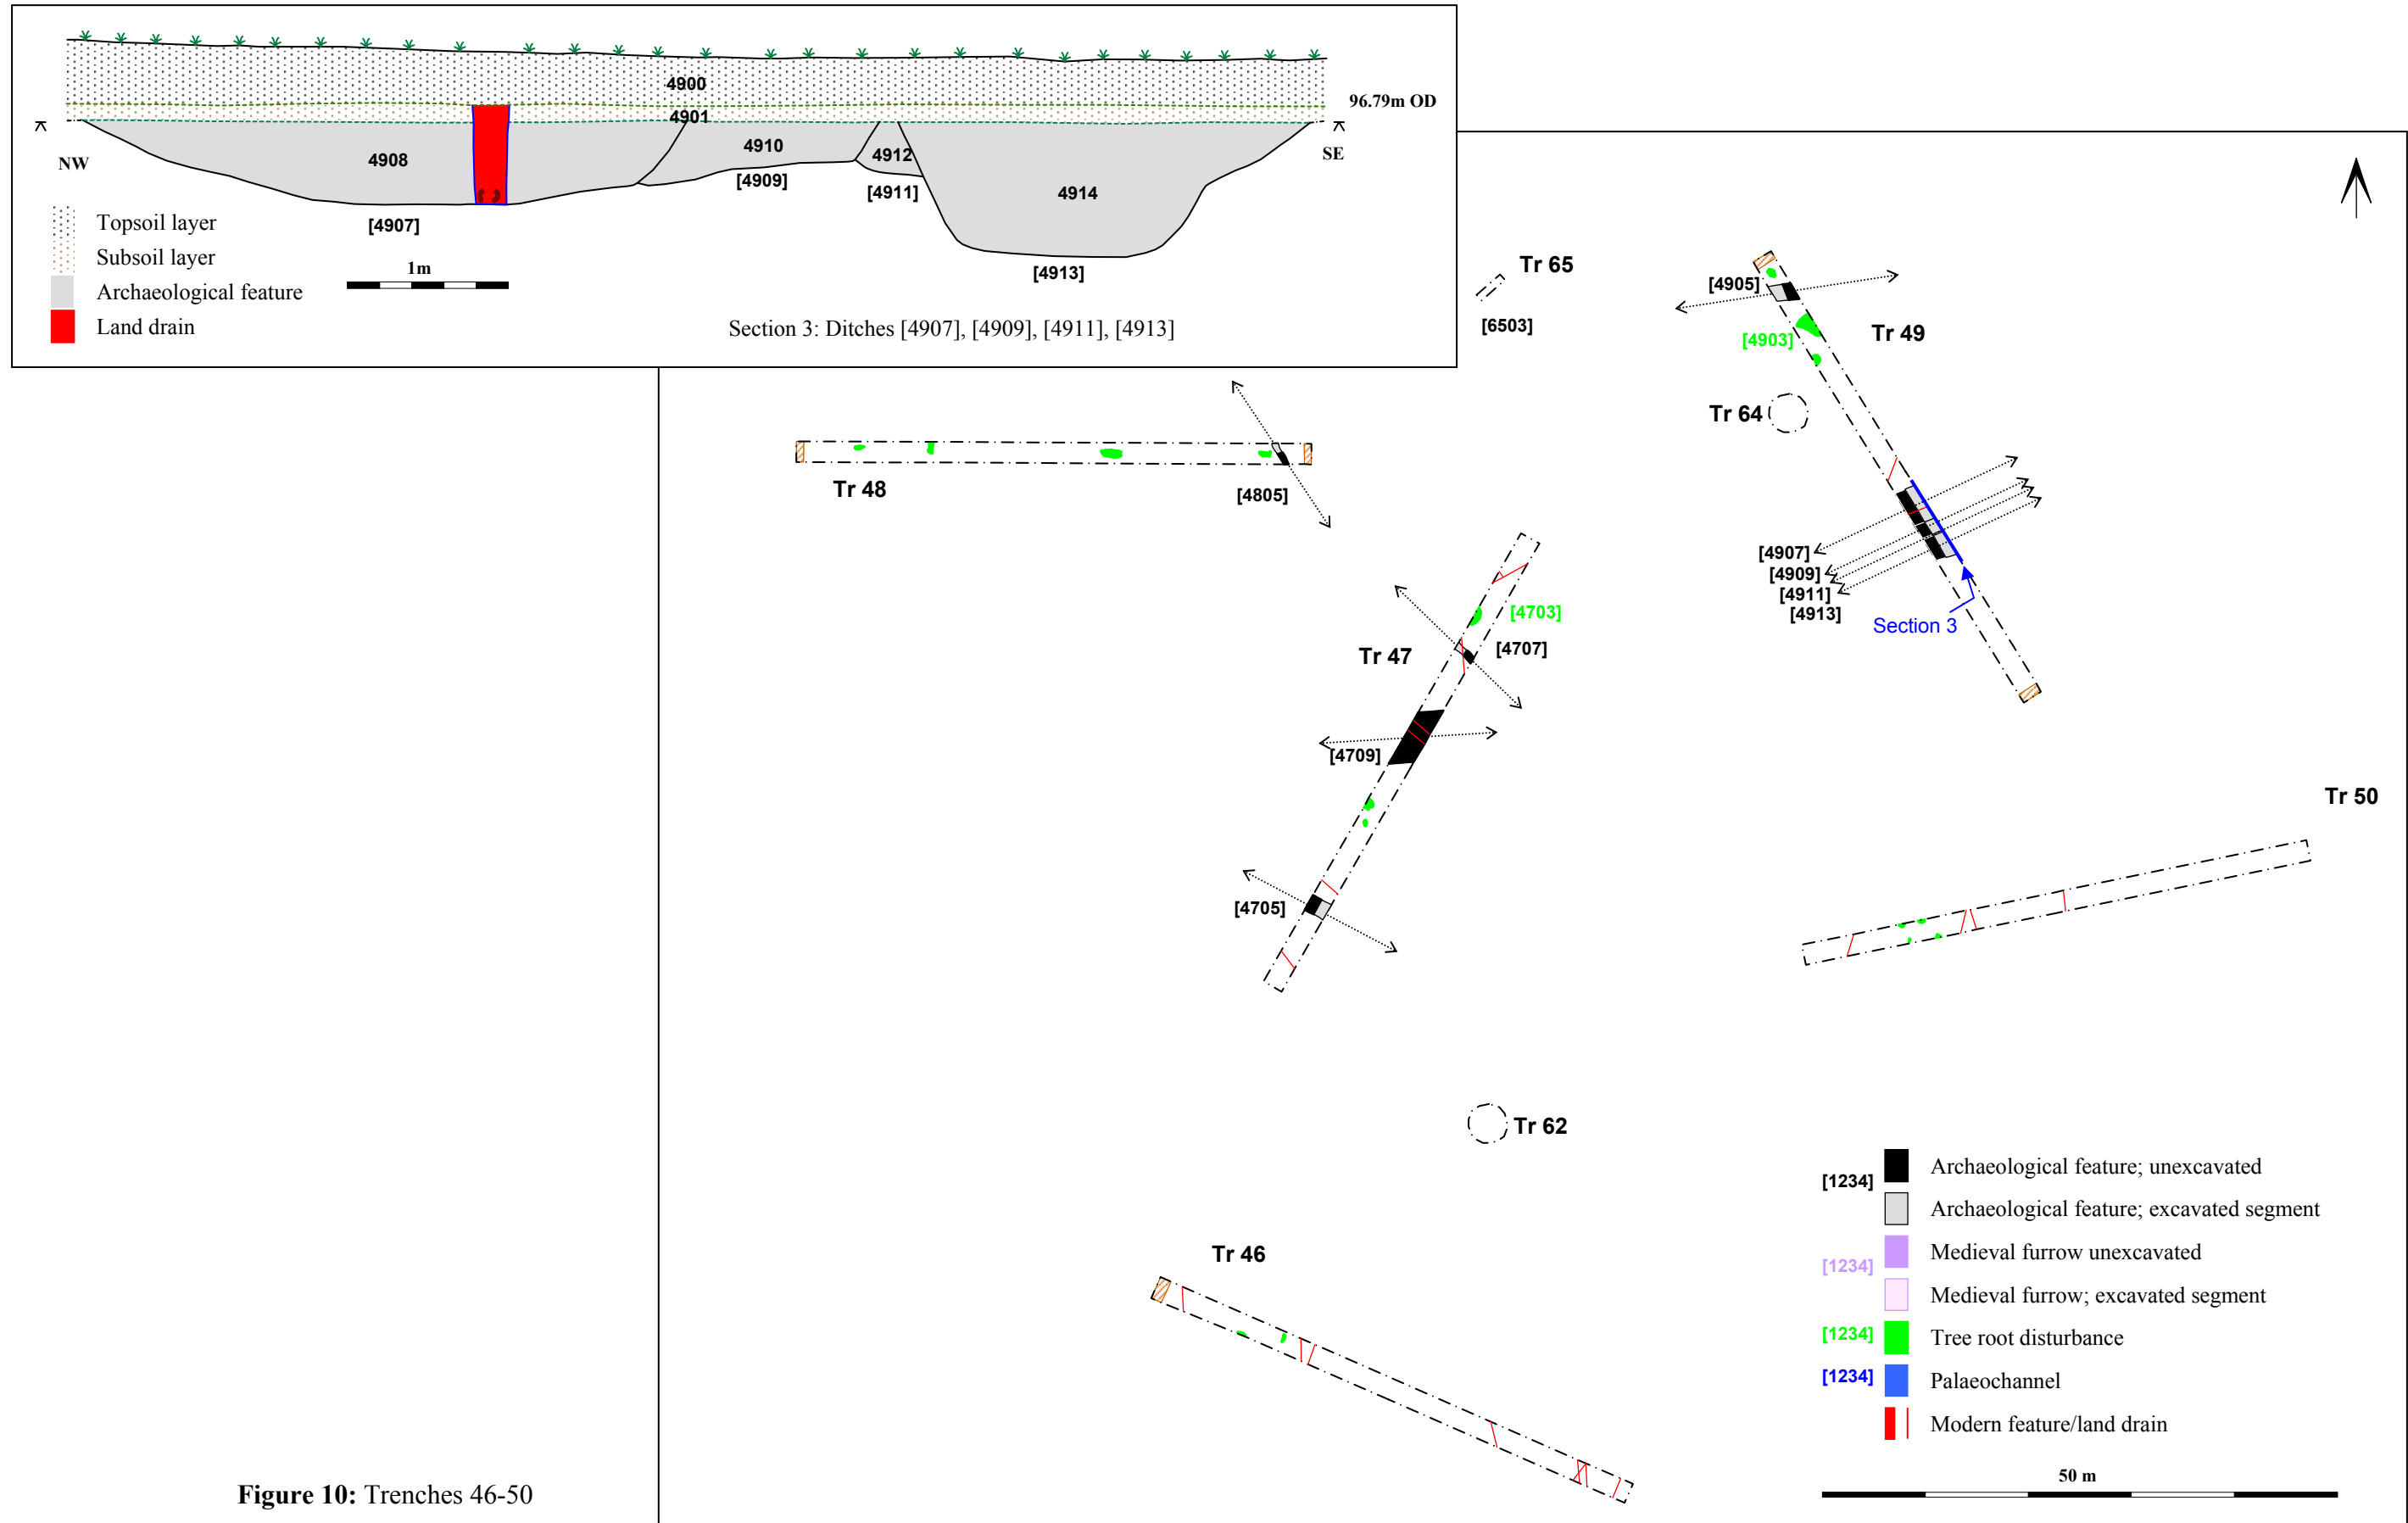 4900
96.79m OD
4901
4908
4910
4912
NW
SE
[4909]
[4911]
4914
[4907]
[4913]
Topsoil layer
Subsoil layer
Archaeological feature
Land drain
1m
Section 3: Ditches [4907], [4909], [4911], [4913]
Tr 65
[6503]
[4905]
Tr 49
[4903]
Tr 64
Tr 48
[4805]
[4907]
[4909]
[4911]
[4913]
Section 3
[4703]
[4707]
Tr 47
[4709]
[4705]
Tr 50
Tr 62
Tr 46
[1234]
Archaeological feature; unexcavated
Archaeological feature; excavated segment
[1234]
Medieval furrow unexcavated
Medieval furrow; excavated segment
[1234]
Tree root disturbance
[1234]
Palaeochannel
Modern feature/land drain
50 m
Figure 10: Trenches 46-50